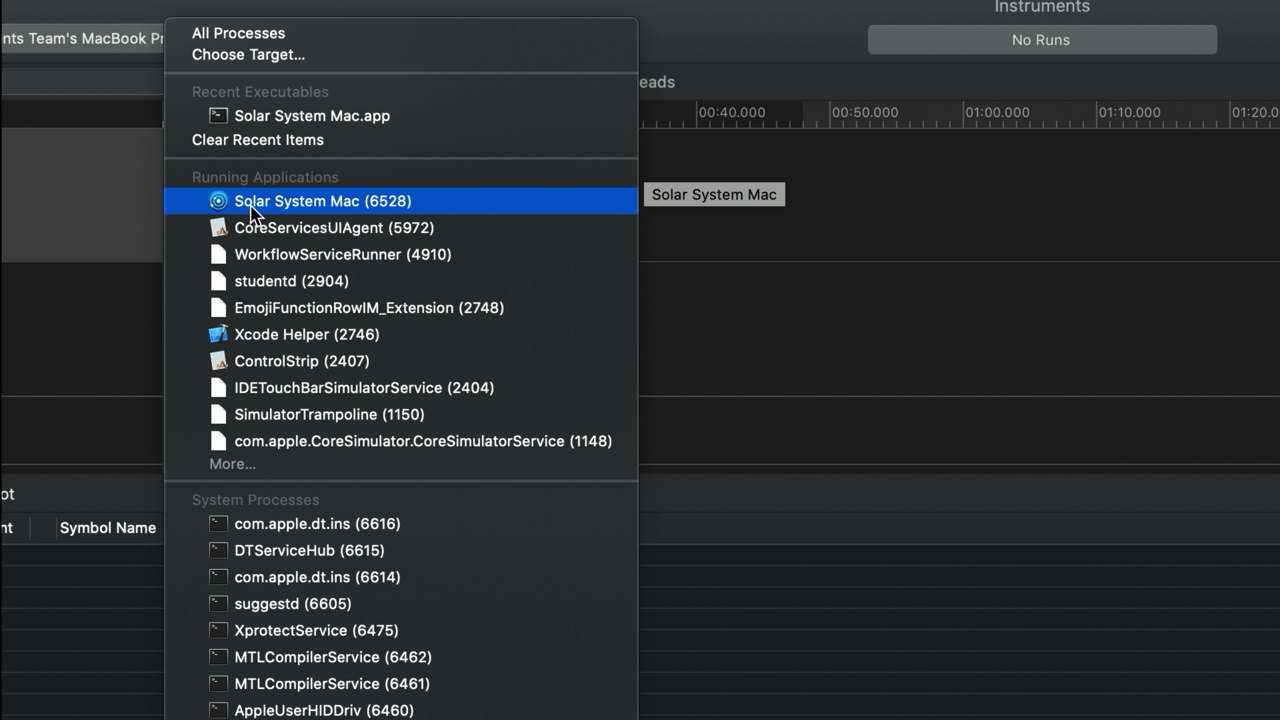 Instruments
nts Team's MacBook Pr
No Runs
All Processes
Choose Target...
eads
Recent Executables
Solar System Mac.app
Clear Recent Items
00:40.000 00:50.000 01:00.000 01:10.000 01:20.0
Running Applications
Solar System Mac (6528)
Solar System Mac
CoreServicesUIAgent (5972)
WorkflowServiceRunner (4910)
studentd (2904)
EmojiFunctionRowIM_Extension (2748)
Xcode Helper (2746)
ControlStrip (2407)
IDETouchBarSimulatorService (2404)
SimulatorTrampoline (1150)
com.apple.CoreSimulator.CoreSimulatorService (1148)
More...
ot
System Processes
nt Symbol Name
com.apple.dt.ins (6616)
DTServiceHub (6615)
com.apple.dt.ins (6614)
suggestd (6605)
XprotectService (6475)
MTLCompilerService (6462)
MTLCompilerService (6461)
AppleUserHIDDriv (6460)